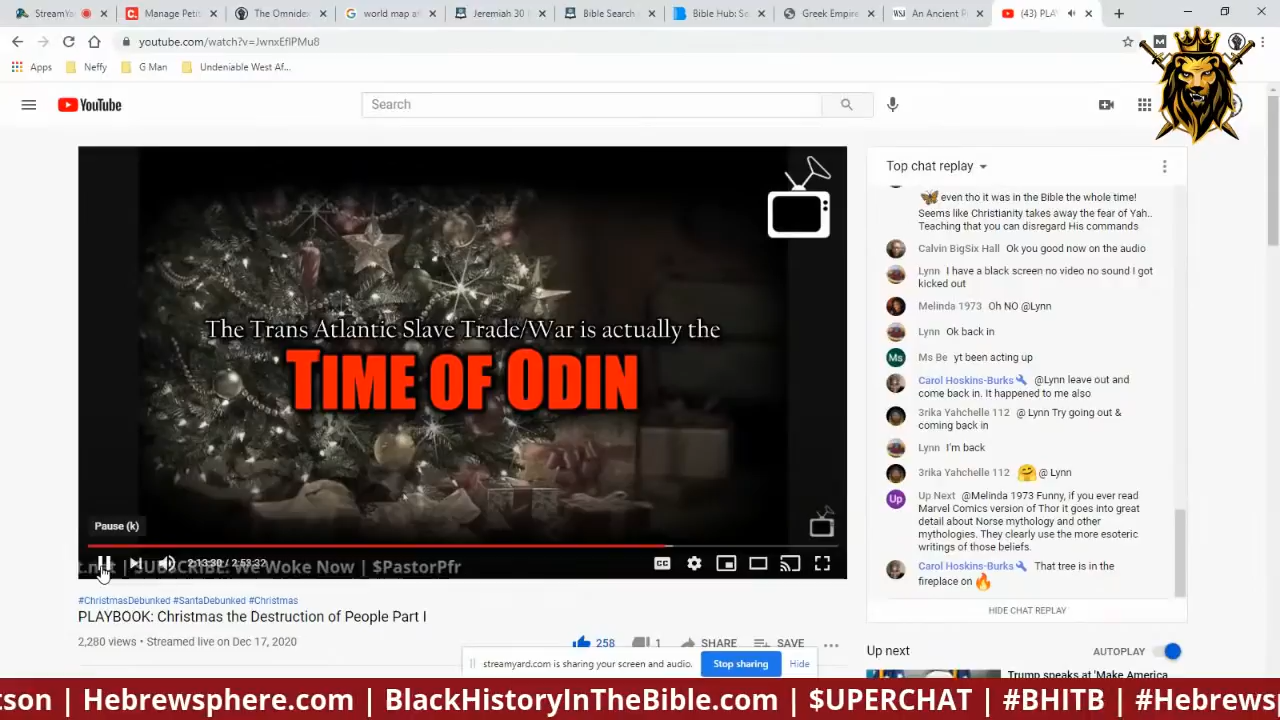 StreamYa
Manage Peti
The Omnile
world map a
Jeremiah 30
Bible Search
Bible Hub Se
Greek Empire
An Ancient P
(43) PLAY
youtube.com/watch?v=JwnxEflPMu8
Apps
Neffy
G Man
Undeniable West Af...
YouTube
Search
Top chat replay
even tho it was in the Bible the whole time!
Seems like Christianity takes away the fear of Yah..
Teaching that you can disregard His commands
Calvin BigSix Hall Ok you good now on the audio
Lynn I have a black screen no video no sound I got
kicked out
Melinda 1973 Oh NO @Lynn
Lynn Ok back in
Ms Be yt been acting up
Carol Hoskins-Burks @Lynn leave out and
come back in. It happened to me also
3rika Yahchelle 112 @ Lynn Try going out &
coming back in
Lynn I'm back
3rika Yahchelle 112 @ Lynn
Up Next @Melinda 1973 Funny, if you ever read
Marvel Comics version of Thor it goes into great
detail about Norse mythology and other
mythologies. They clearly use the more esoteric
writings of those beliefs.
Carol Hoskins-Burks That tree is in the
fireplace on
HIDE CHAT REPLAY
The Trans Atlantic Slave Trade/War is actually the
TIME OF ODIN
Pause (k)
2:13:30 / 2:53:32
| SUBSCRIBE: We Woke Now | $PastorPfr
#ChristmasDebunked #SantaDebunked #Christmas
PLAYBOOK: Christmas the Destruction of People Part I
2,280 views • Streamed live on Dec 17, 2020
258
1
SHARE
SAVE
Up next
AUTOPLAY
Trump speaks at 'Make America
streamyard.com is sharing your screen and audio.
Stop sharing
Hide
tson | Hebrewsphere.com | BlackHistoryInTheBible.com | $UPERCHAT | #BHITB | #Hebrewsp